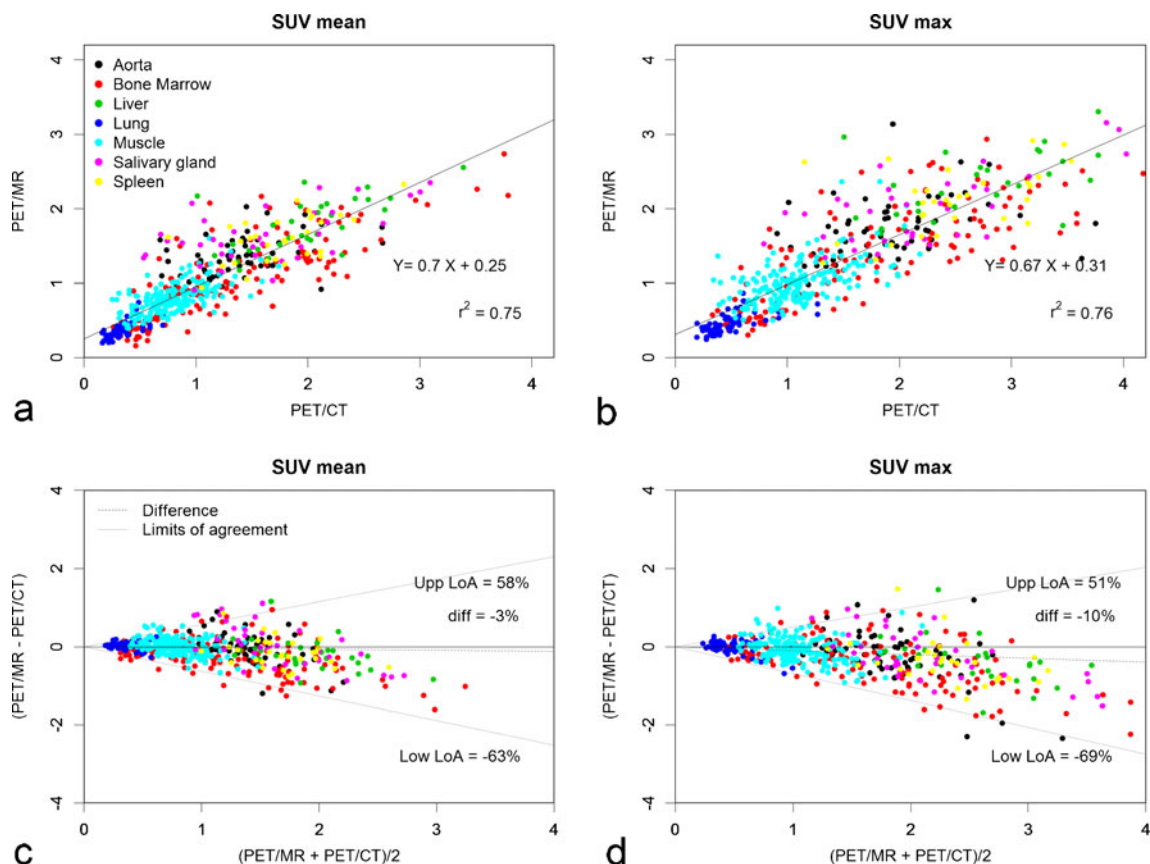 SUV mean
4
3
2
1
0
PET/MR
Aorta
Bone Marrow
Liver
Lung
Muscle
Salivary gland
Spleen
Y= 0.7 X + 0.25
r² = 0.75
0 1 2 3 4
PET/CT
a
SUV max
4
3
2
1
0
PET/MR
Y= 0.67 X + 0.31
r² = 0.76
0 1 2 3 4
PET/CT
b
SUV mean
4
2
0
-2
-4
(PET/MR - PET/CT)
Difference
Limits of agreement
Upp LoA = 58%
diff = -3%
Low LoA = -63%
0 1 2 3 4
(PET/MR + PET/CT)/2
c
SUV max
4
2
0
-2
-4
(PET/MR - PET/CT)
Upp LoA = 51%
diff = -10%
Low LoA = -69%
0 1 2 3 4
(PET/MR + PET/CT)/2
d